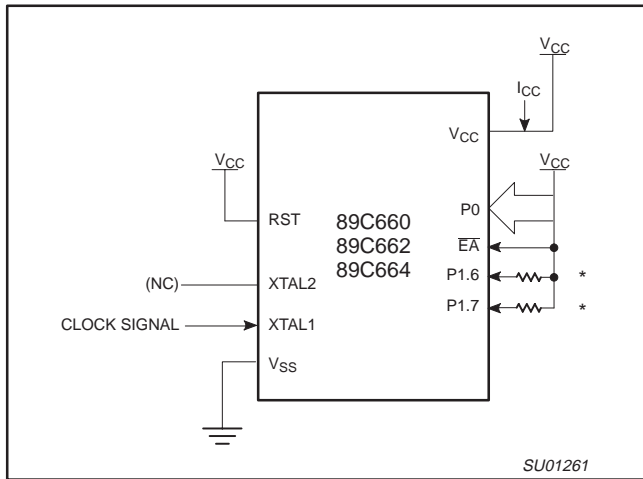 VCC
ICC
VCC
VCC
VCC
P0
RST
89C660
89C662
89C664
EA
P1.6
*
(NC)
XTAL2
P1.7
*
CLOCK SIGNAL
XTAL1
VSS
SU01261